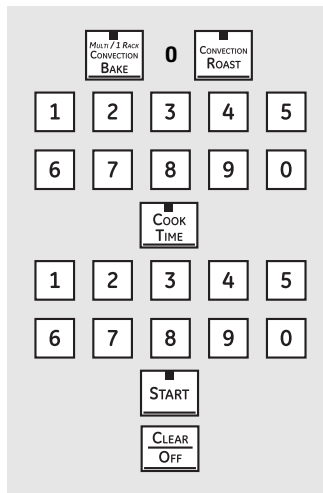 Multi / 1 Rack
Convection
Bake
0
Convection
Roast
1 2 3 4 5
6 7 8 9 0
Cook
Time
1 2 3 4 5
6 7 8 9 0
Start
Clear
Off